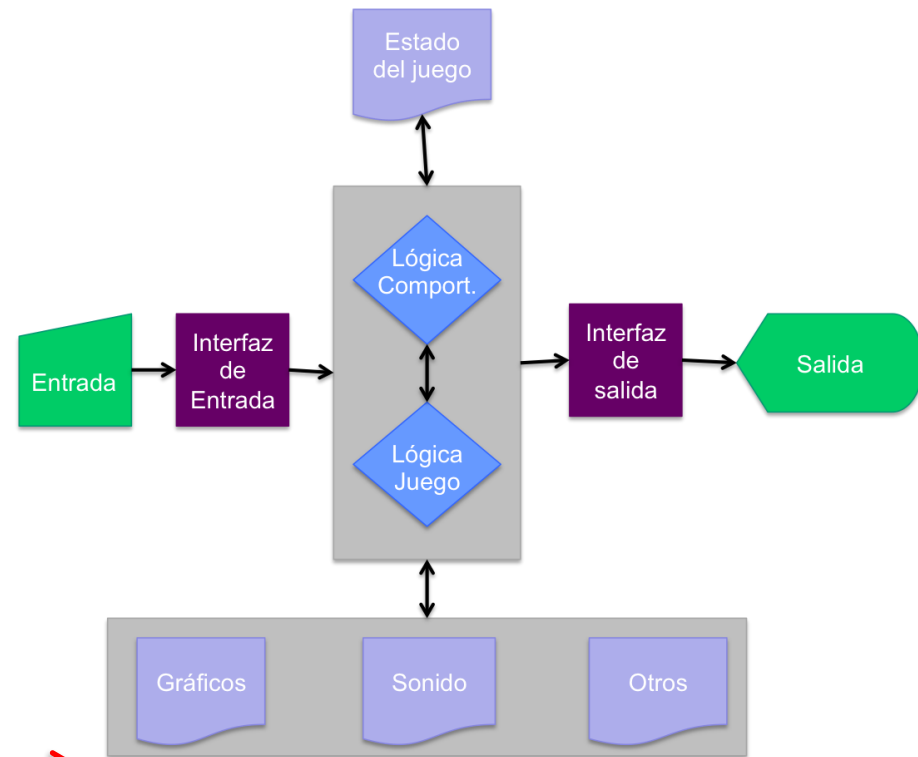 Estado
del juego
Lógica
Comport.
Entrada
Interfaz
de
Entrada
Interfaz
de
salida
Salida
Lógica
Juego
Gráficos
Sonido
Otros